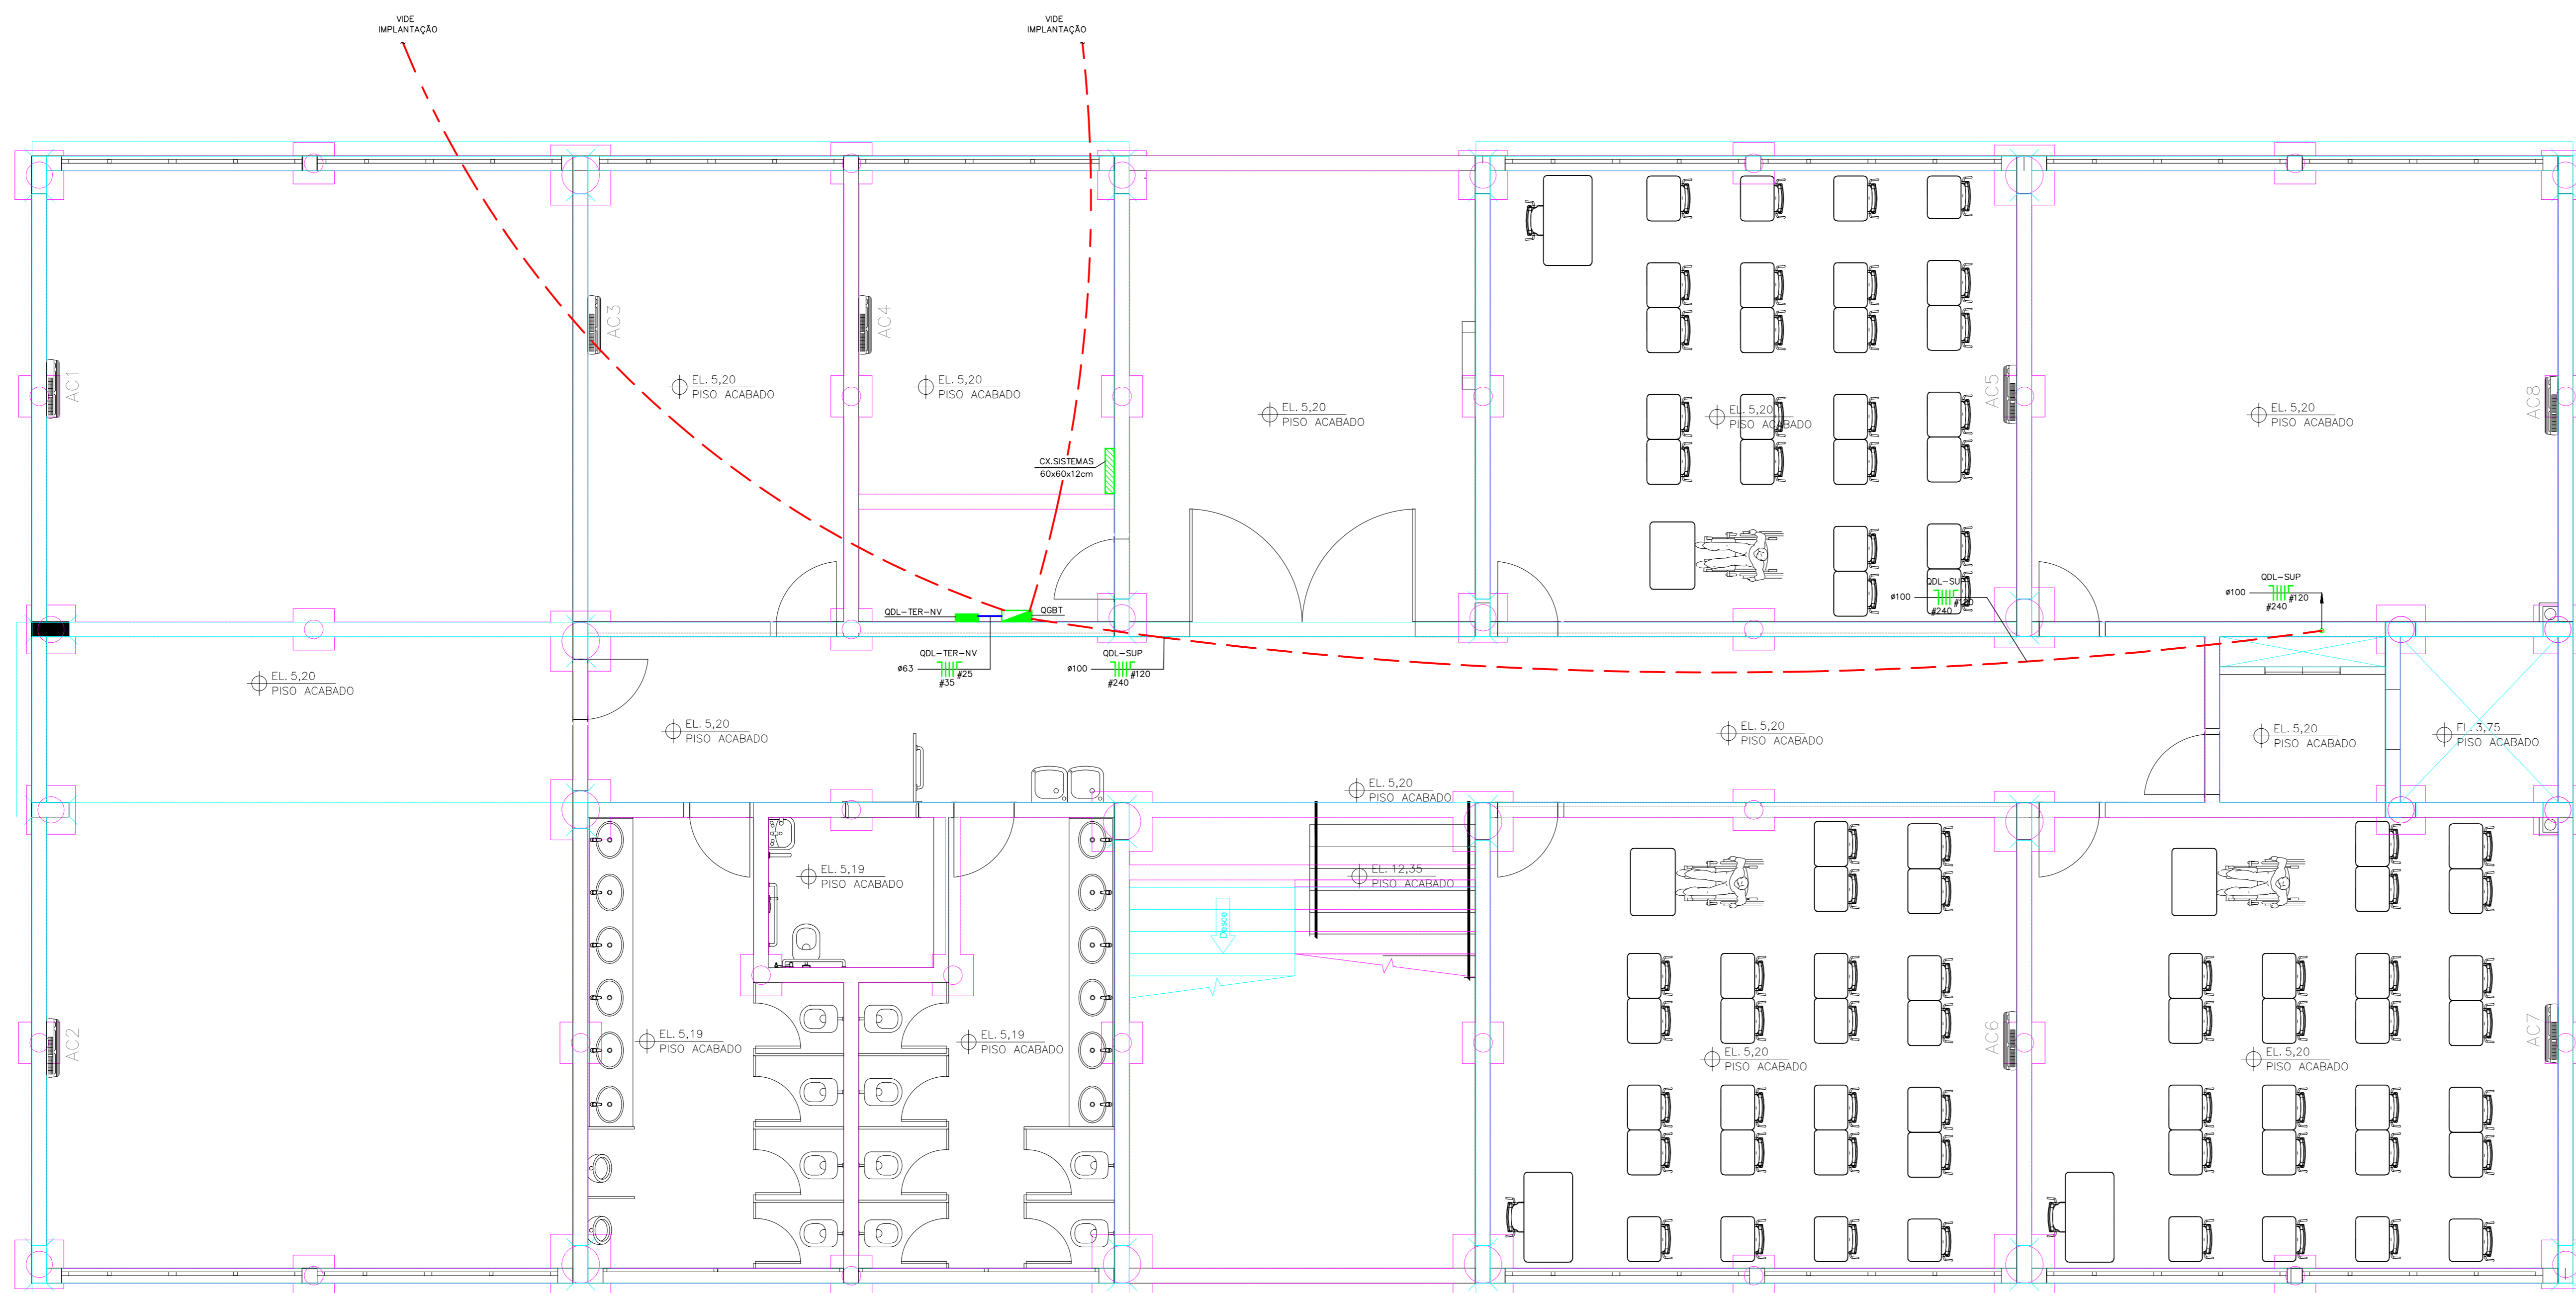 VIDE
IMPLANTAÇÃO
VIDE
IMPLANTAÇÃO
AC3
AC4
AC1
AC5
AC8
EL. 5,20
PISO ACABADO
EL. 5,20
PISO ACABADO
EL. 5,20
PISO ACABADO
EL. 5,20
PISO ACABADO
EL. 5,20
PISO ACABADO
CX.SISTEMAS
60x60x12cm
QDL-TER-NV
QGBT
QDL-SUP
ø100
#240
#120
QDL-SUP
ø100
#240
#120
QDL-TER-NV
ø63
#35
#25
QDL-SUP
ø100
#240
#120
EL. 5,20
PISO ACABADO
EL. 5,20
PISO ACABADO
EL. 5,20
PISO ACABADO
EL. 5,20
PISO ACABADO
EL. 3,75
PISO ACABADO
EL. 5,20
PISO ACABADO
EL. 5,19
PISO ACABADO
EL. 12,35
PISO ACABADO
Desce
AC2
EL. 5,19
PISO ACABADO
EL. 5,19
PISO ACABADO
AC6
AC7
EL. 5,20
PISO ACABADO
EL. 5,20
PISO ACABADO